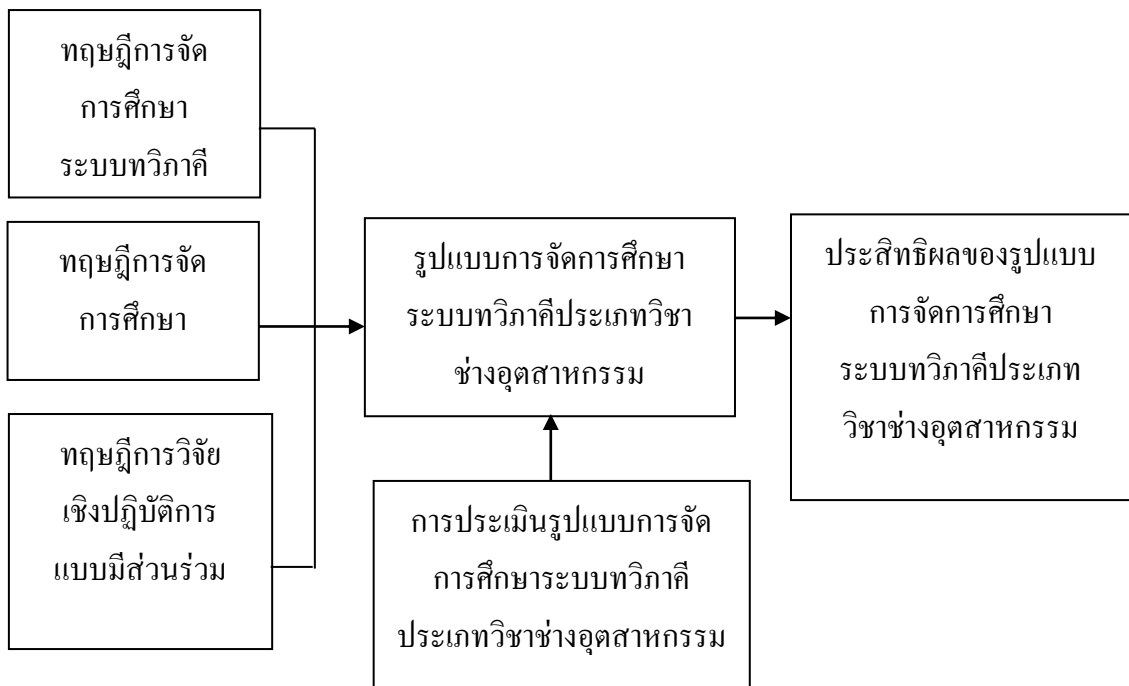 ทฤษฎีการจัด
การศึกษา
ระบบทวิภาคี
ทฤษฎีการจัด
การศึกษา
ทฤษฎีการวิจัย
เชิงปฏิบัติการ
แบบมีส่วนร่วม
รูปแบบการจัดการศึกษา
ระบบทวิภาคีประเภทวิชา
ช่างอุตสาหกรรม
การประเมินรูปแบบการจัด
การศึกษาระบบทวิภาคี
ประเภทวิชาช่างอุตสาหกรรม
ประสิทธิผลของรูปแบบ
การจัดการศึกษา
ระบบทวิภาคีประเภท
วิชาช่างอุตสาหกรรม